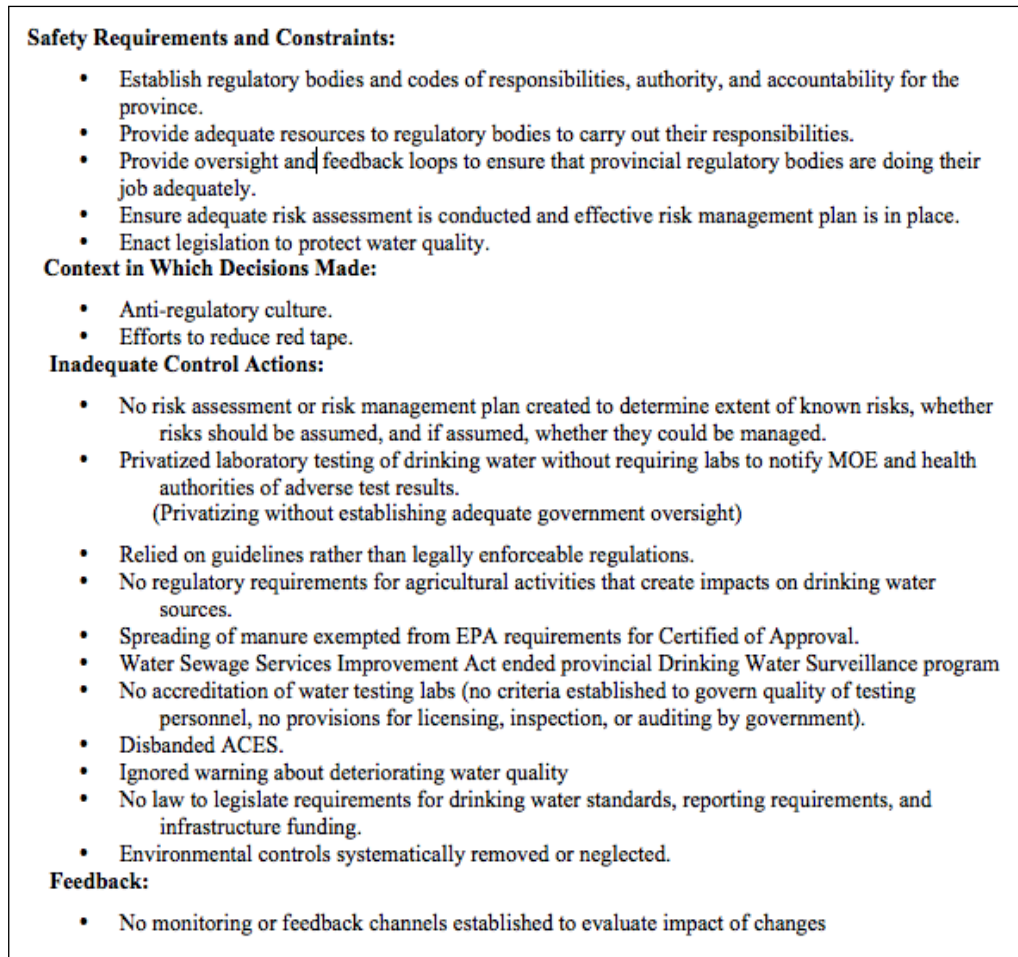 Safety Requirements and Constraints:
• Establish regulatory bodies and codes of responsibilities, authority, and accountability for the
province.
• Provide adequate resources to regulatory bodies to carry out their responsibilities.
• Provide oversight and feedback loops to ensure that provincial regulatory bodies are doing their
job adequately.
• Ensure adequate risk assessment is conducted and effective risk management plan is in place.
• Enact legislation to protect water quality.
Context in Which Decisions Made:
• Anti-regulatory culture.
• Efforts to reduce red tape.
Inadequate Control Actions:
• No risk assessment or risk management plan created to determine extent of known risks, whether
risks should be assumed, and if assumed, whether they could be managed.
• Privatized laboratory testing of drinking water without requiring labs to notify MOE and health
authorities of adverse test results.
(Privatizing without establishing adequate government oversight)
• Relied on guidelines rather than legally enforceable regulations.
• No regulatory requirements for agricultural activities that create impacts on drinking water
sources.
• Spreading of manure exempted from EPA requirements for Certified of Approval.
• Water Sewage Services Improvement Act ended provincial Drinking Water Surveillance program
• No accreditation of water testing labs (no criteria established to govern quality of testing
personnel, no provisions for licensing, inspection, or auditing by government).
• Disbanded ACES.
• Ignored warning about deteriorating water quality
• No law to legislate requirements for drinking water standards, reporting requirements, and
infrastructure funding.
• Environmental controls systematically removed or neglected.
Feedback:
• No monitoring or feedback channels established to evaluate impact of changes